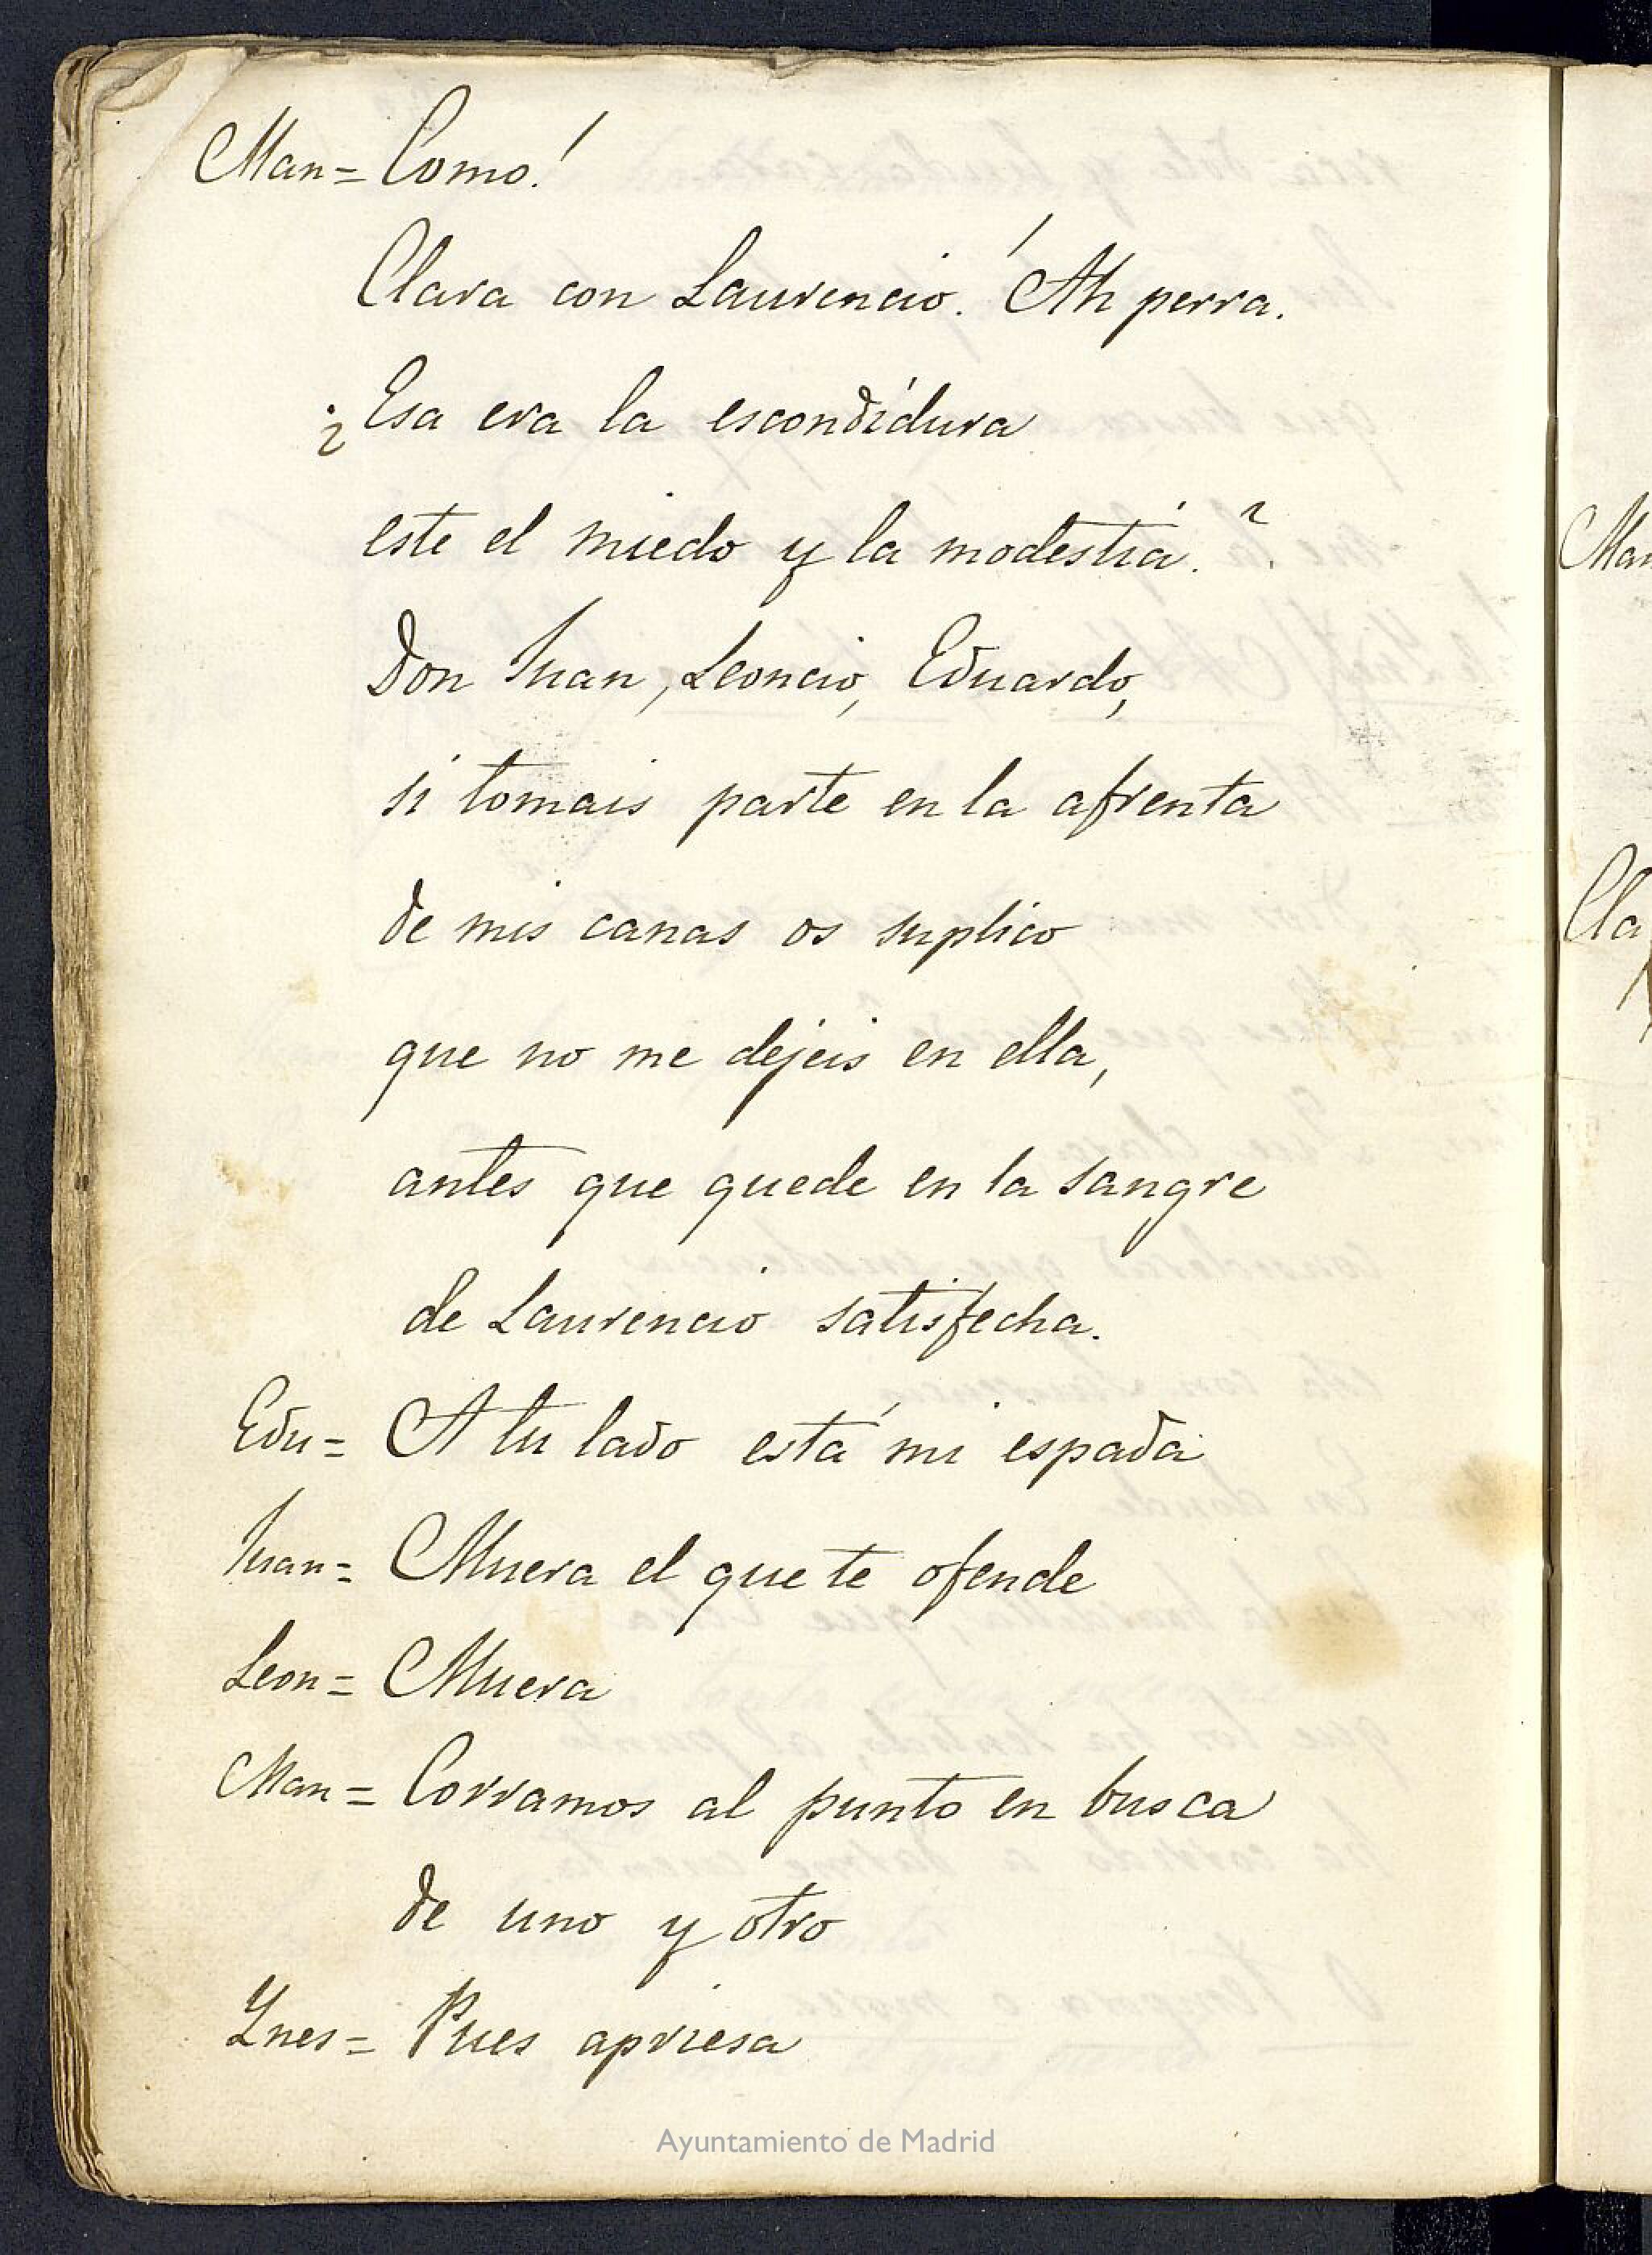 Man = Como!
Clara con Laurencio! Ah perra.
¿Esa era la escondidura
este el miedo y la modestia.?
Don Juan, Leoncio, Eduardo,
si tomais parte en la afrenta
de mis canas os suplico
que no me dejeis en ella,
antes que quede en la sangre
de Laurencio satisfecha.
Edu = A tu lado está mi espada
Juan = Muera el que te ofende
Leon = Muera
Man = Corramos al punto en busca
de uno y otro
Ynes = Pues apriesa
Ayuntamiento de Madrid